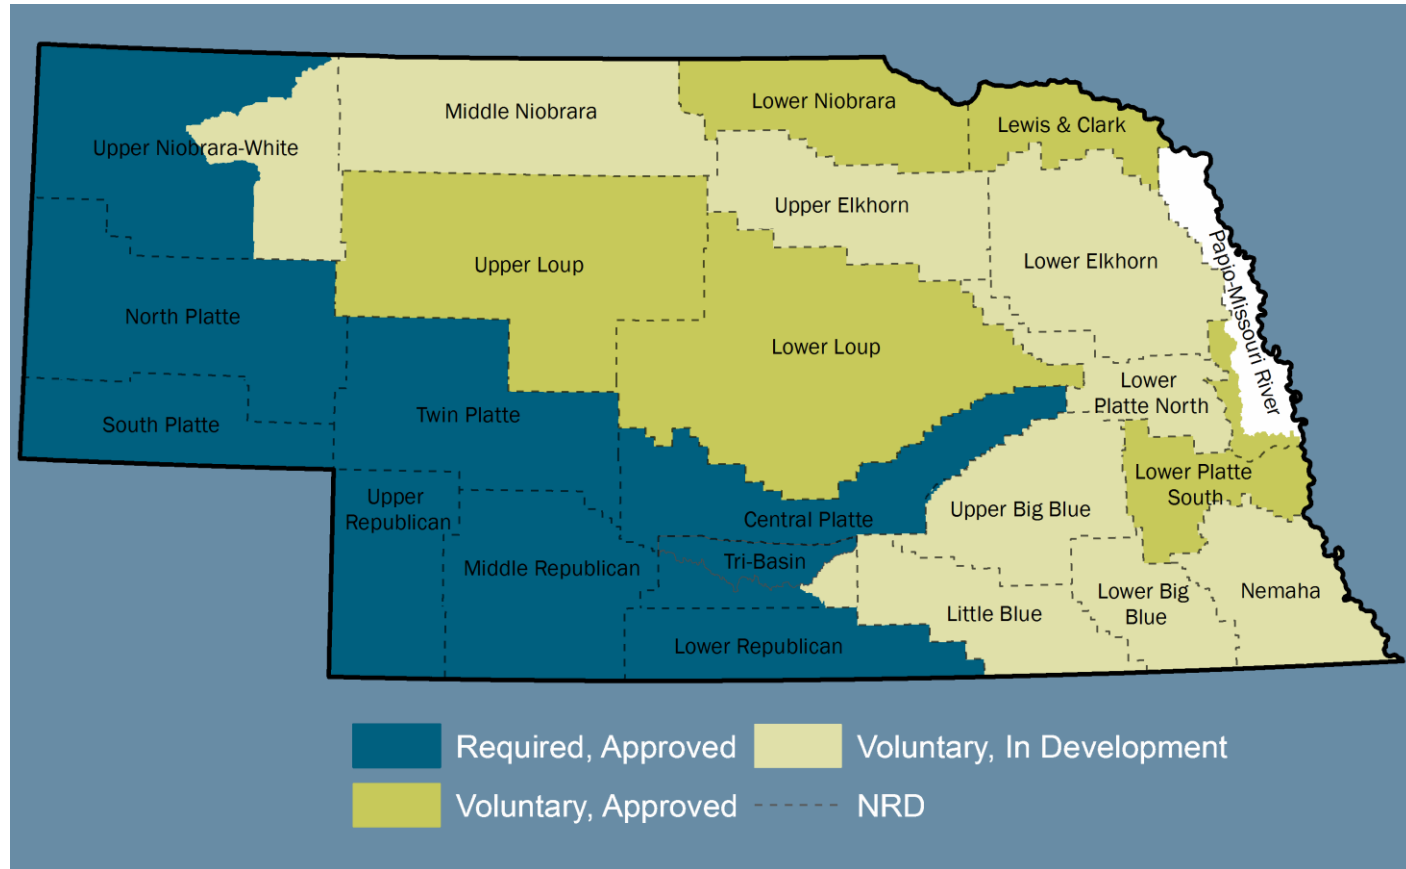 Middle Niobrara
Lower Niobrara
Lewis & Clark
Upper Niobrara-White
Upper Elkhorn
Lower Elkhorn
Papio-Missouri River
Upper Loup
North Platte
Lower Loup
Lower
Platte North
South Platte
Twin Platte
Lower Platte
South
Upper
Republican
Upper Big Blue
Central Platte
Tri-Basin
Middle Republican
Lower Big
Blue
Nemaha
Little Blue
Lower Republican
Required, Approved
Voluntary, In Development
Voluntary, Approved
NRD